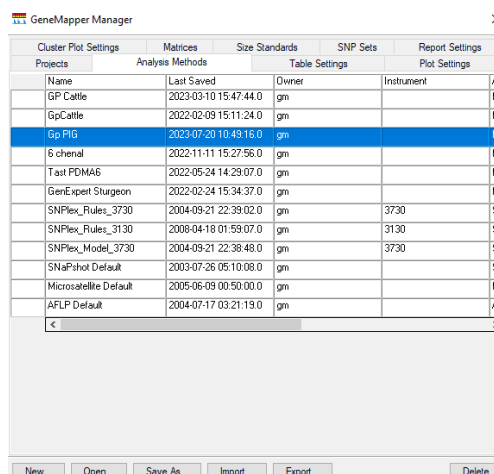 GeneMapper Manager
Cluster Plot Settings Matrices Size Standards SNP Sets Report Settings
Projects Analysis Methods Table Settings Plot Settings
Name Last Saved Owner Instrument
GP Cattle 2023-03-10 15:47:44.0 gm
GpCattle 2022-02-09 15:11:24.0 gm
Gp PIG 2023-07-20 10:49:16.0 gm
6 chenal 2022-11-11 15:27:56.0 gm
Tast PDMA6 2022-05-24 14:29:07.0 gm
GenExpert Sturgeon 2022-02-24 15:34:37.0 gm
SNPlex_Rules_3730 2004-09-21 22:39:02.0 gm 3730
SNPlex_Rules_3130 2008-04-18 01:59:07.0 gm 3130
SNPlex_Model_3730 2004-09-21 22:38:48.0 gm 3730
SNaPshot Default 2003-07-26 05:10:08.0 gm
Microsatellite Default 2005-06-09 00:50:00.0 gm
AFLP Default 2004-07-17 03:21:19.0 gm
New... Open... Save As... Import... Export... Delete